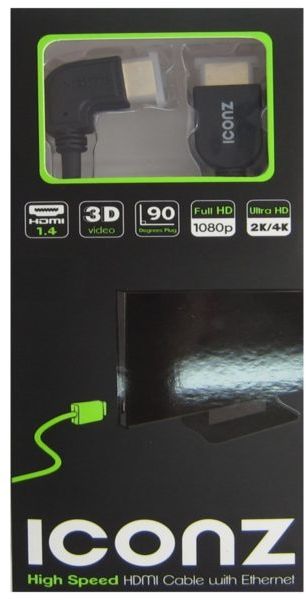 ICONZ
HDMI
1.4
3D
video
90
Degrees Plug
Full HD
1080p
Ultra HD
2K/4K
ICONZ
High Speed HDMI Cable with Ethernet